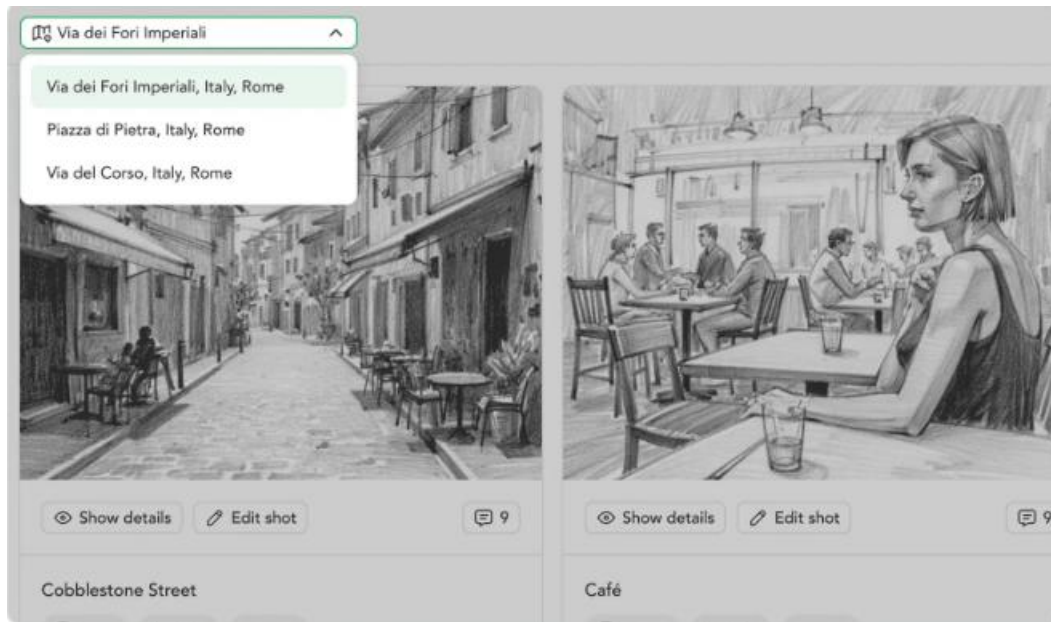 Via dei Fori Imperiali
Via dei Fori Imperiali, Italy, Rome
Piazza di Pietra, Italy, Rome
Via del Corso, Italy, Rome
Show details Edit shot 9
Show details Edit shot 9
Cobblestone Street
Café